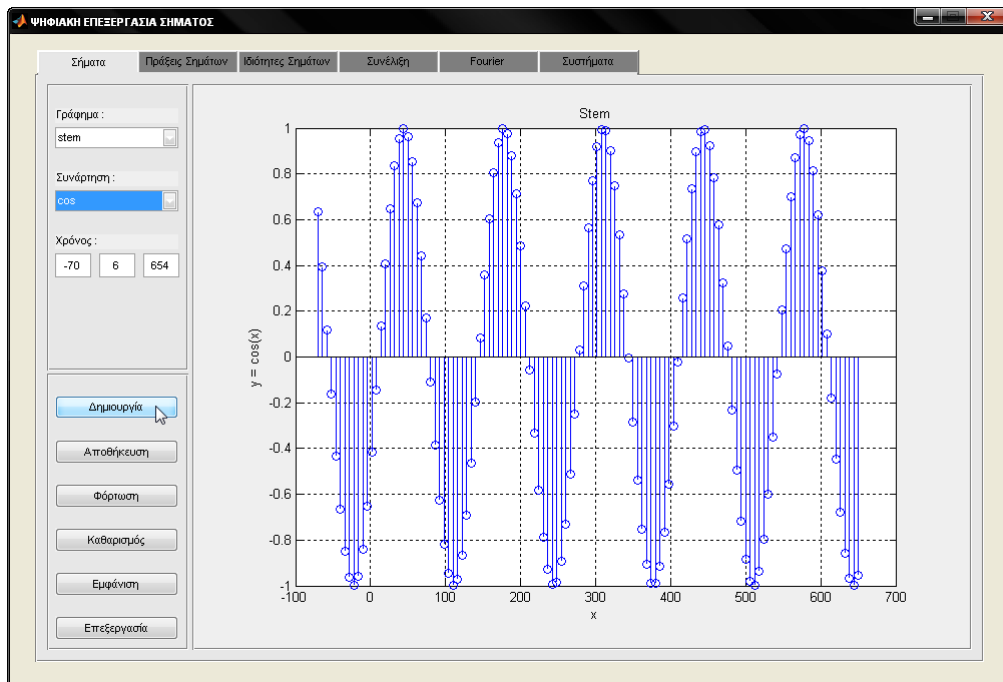 ΨΗΦΙΑΚΗ ΕΠΕΞΕΡΓΑΣΙΑ ΣΗΜΑΤΟΣ
Σήματα
Πράξεις Σημάτων
Ιδιότητες Σημάτων
Συνέλιξη
Fourier
Συστήματα
Γράφημα :
stem
Συνάρτηση :
cos
Χρόνος :
-70 6 654
Δημιουργία
Αποθήκευση
Φόρτωση
Καθαρισμός
Εμφάνιση
Επεξεργασία
Stem
1
0.8
0.6
0.4
0.2
0
-0.2
-0.4
-0.6
-0.8
-1
y = cos(x)
-100 0 100 200 300 400 500 600 700
x